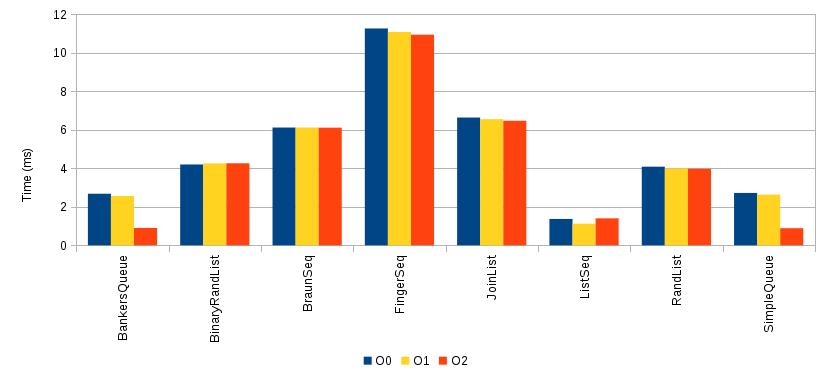 12
10
8
6
4
2
0
Time (ms)
BankersQueue
BinaryRandList
BraunSeq
FingerSeq
JoinList
ListSeq
RandList
SimpleQueue
O0 O1 O2